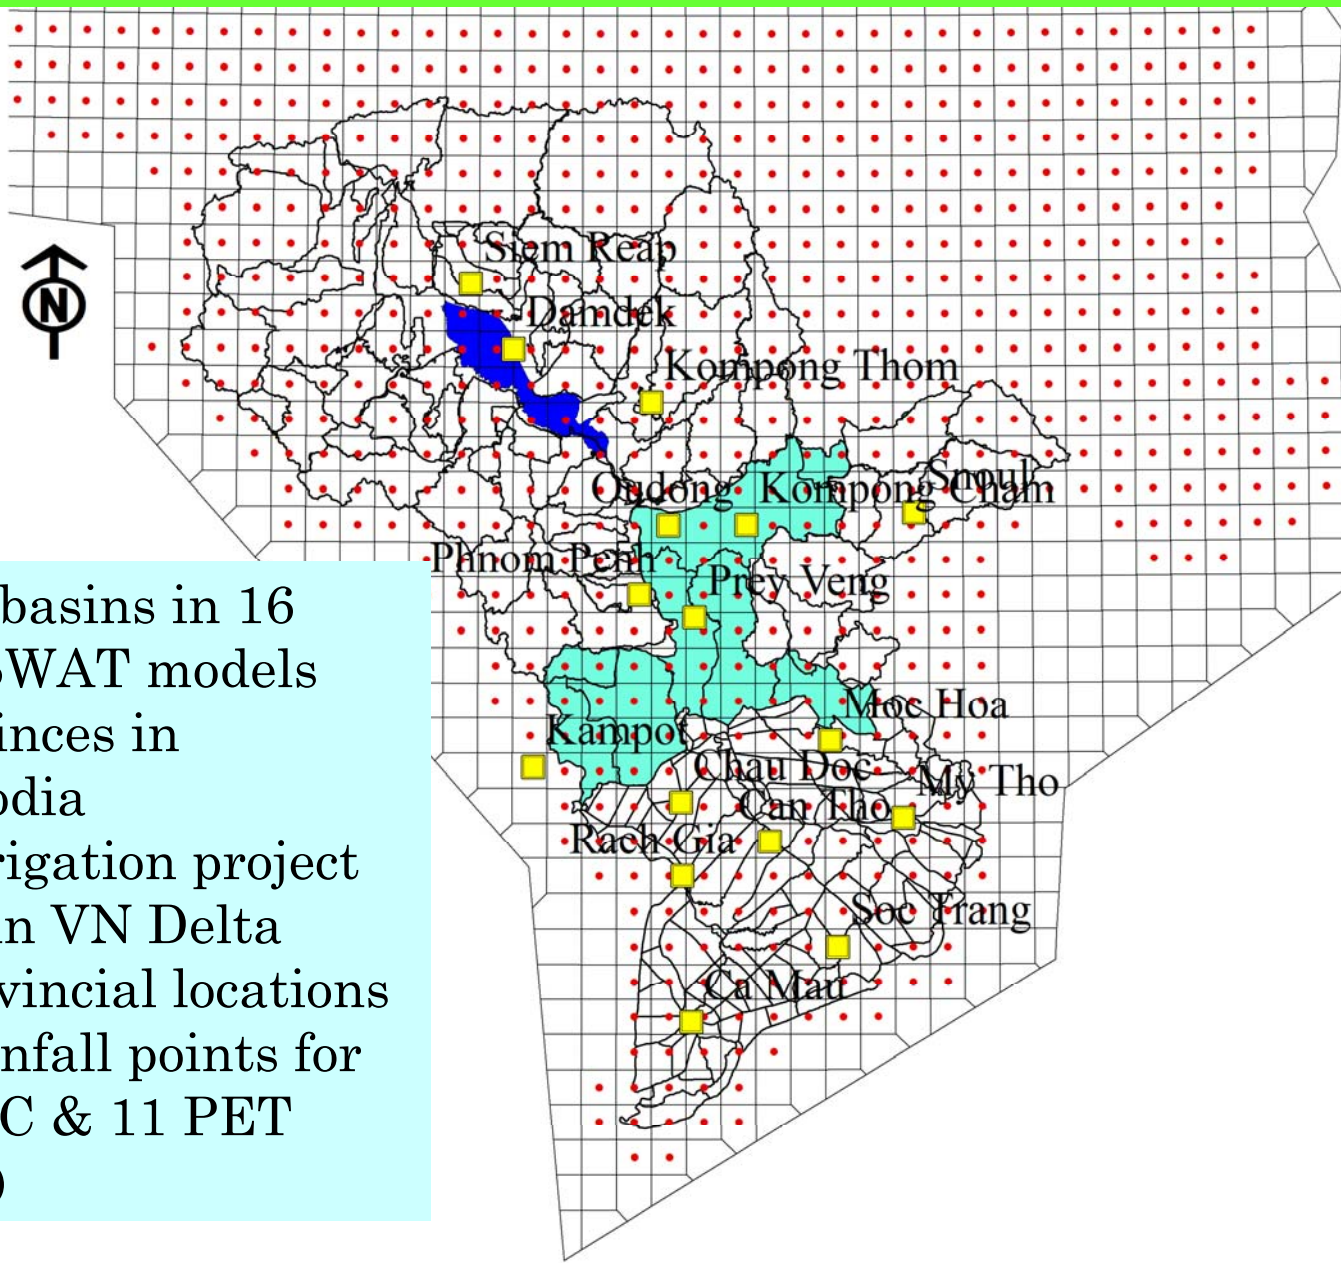 N
Siem Reap
Damdek
Kompong Thom
Snoul
Oudong
Kompong Cham
Phnom Penh
Prey Veng
Moc Hoa
Kampot
Chau Doc
My Tho
Can Tho
Rach Gia
Soc Trang
Ca Mau
basins in 16
SWAT models
inces in
odia
rigation project
in VN Delta
vincial locations
nfall points for
C & 11 PET
)